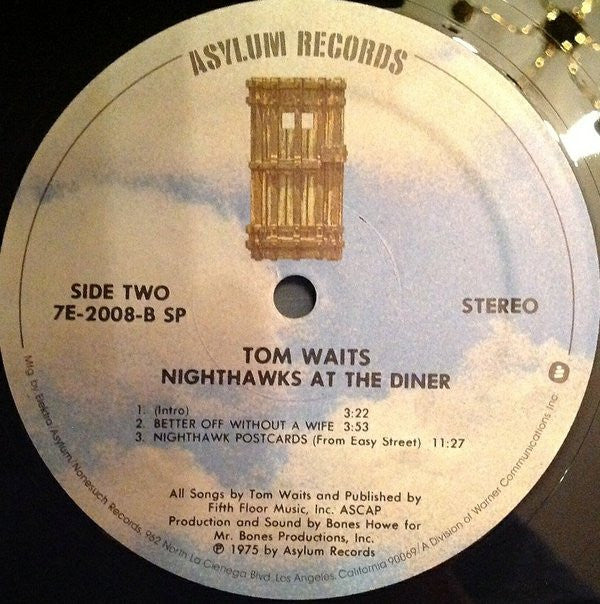 ASYLUM RECORDS
SIDE TWO
7E-2008-B SP
STEREO
TOM WAITS
NIGHTHAWKS AT THE DINER
1. (Intro) 3:22
2. BETTER OFF WITHOUT A WIFE 3:53
3. NIGHTHAWK POSTCARDS (From Easy Street) 11:27
All Songs by Tom Waits and Published by
Fifth Floor Music, Inc. ASCAP
Production and Sound by Bones Howe for
Mr. Bones Productions, Inc.
℗ 1975 by Asylum Records
Mfg. by Elektra/Asylum/Nonesuch Records, 962 North La Cienega Blvd. Los Angeles, California 90069/A Division of Warner Communications Inc.